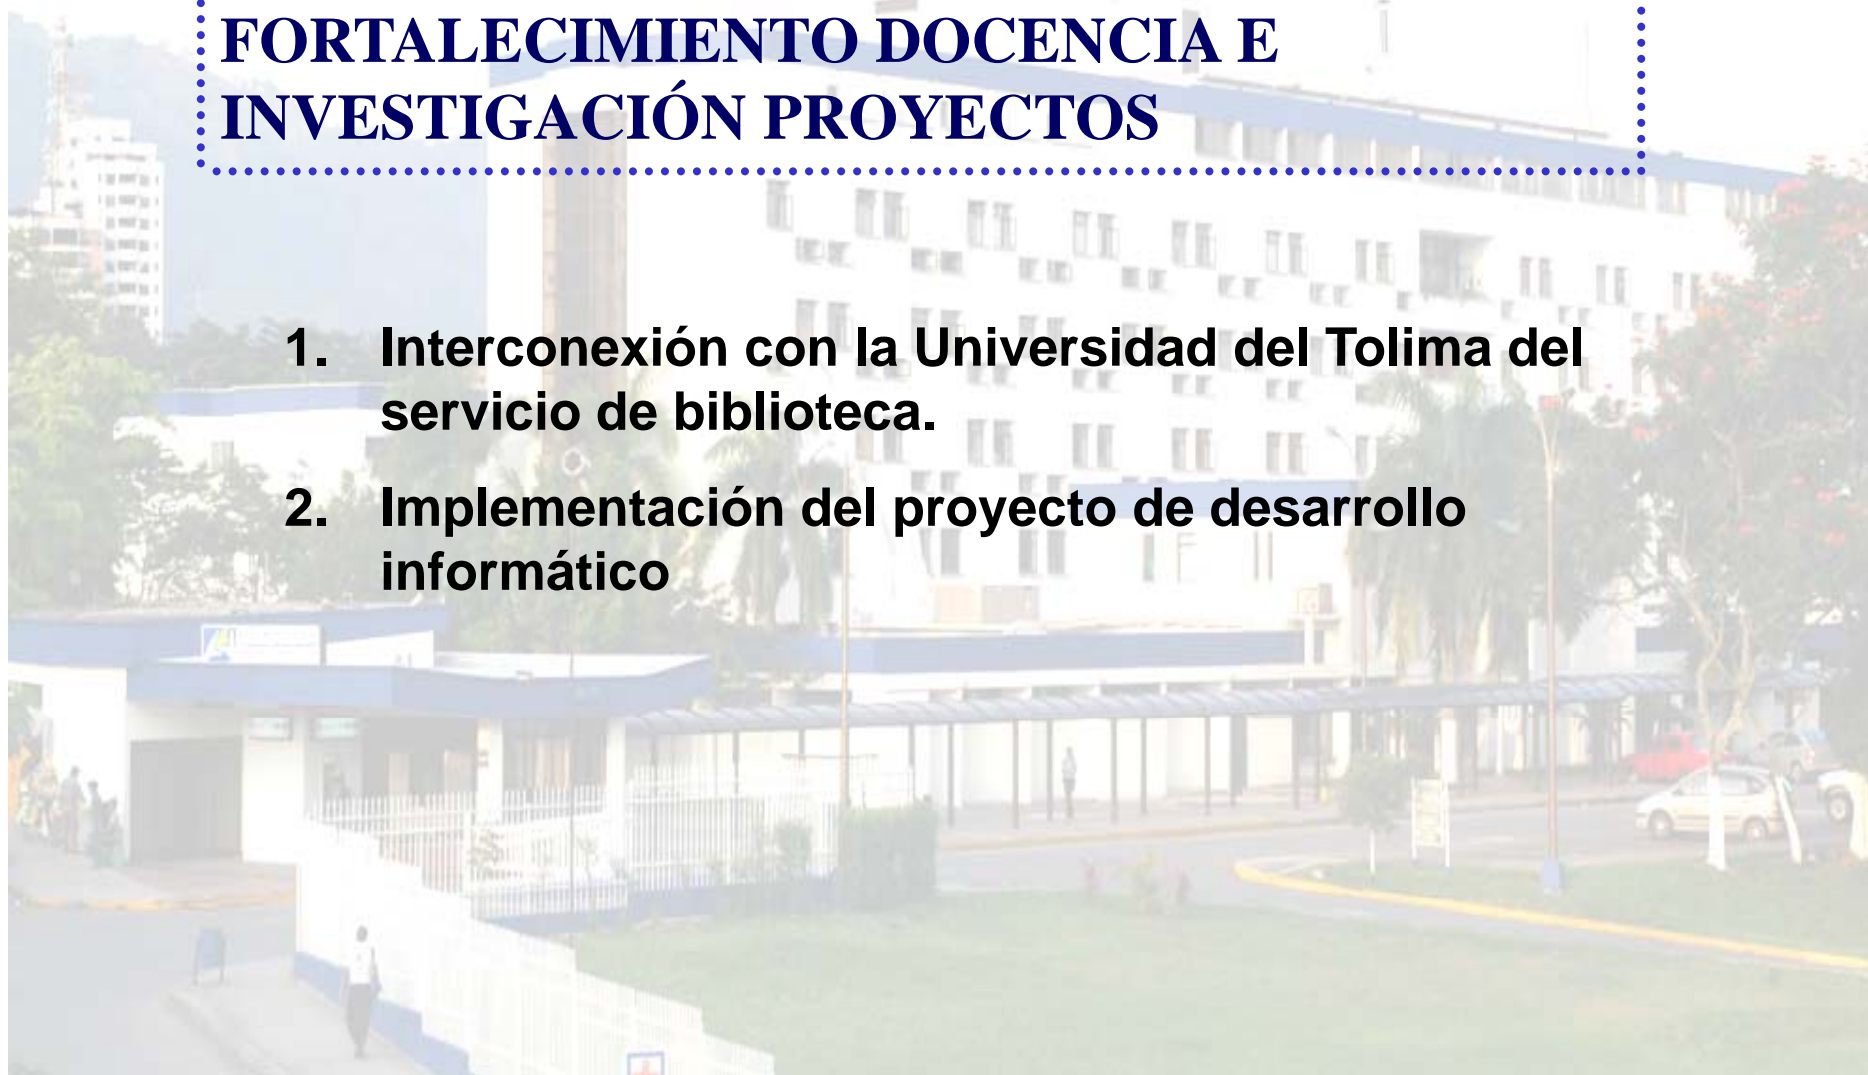 FORTALECIMIENTO DOCENCIA E
INVESTIGACIÓN PROYECTOS
1. Interconexión con la Universidad del Tolima del
servicio de biblioteca.
2. Implementación del proyecto de desarrollo
informático